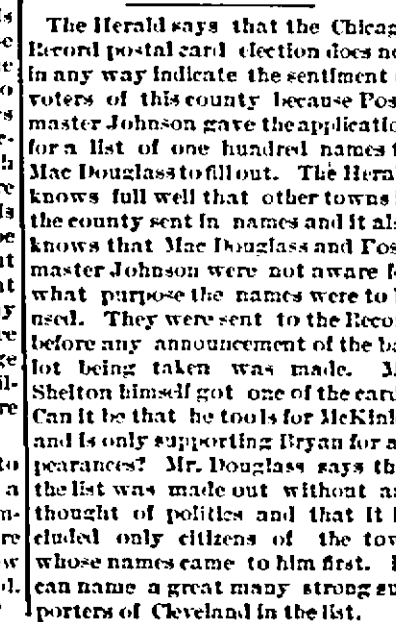 The Herald says that the Chicag
Record postal card election does no
in any way indicate the sentiment
voters of this county because Pos
master Johnson gave the applicatio
for a list of one hundred names t
Mac Douglass to fill out. The Hera
knows full well that other towns
the county sent in names and it als
knows that Mac Douglass and Pos
master Johnson were not aware f
what purpose the names were to b
used. They were sent to the Reco
before any announcement of the ba
lot being taken was made. M
Shelton himself got one of the card
Can it be that he too is for McKinl
and is only supporting Bryan for a
pearances? Mr. Douglass says th
the list was made out without a
thought of politics and that it i
cluded only citizens of the tow
whose names came to him first.
can name a great many strong su
porters of Cleveland in the list.